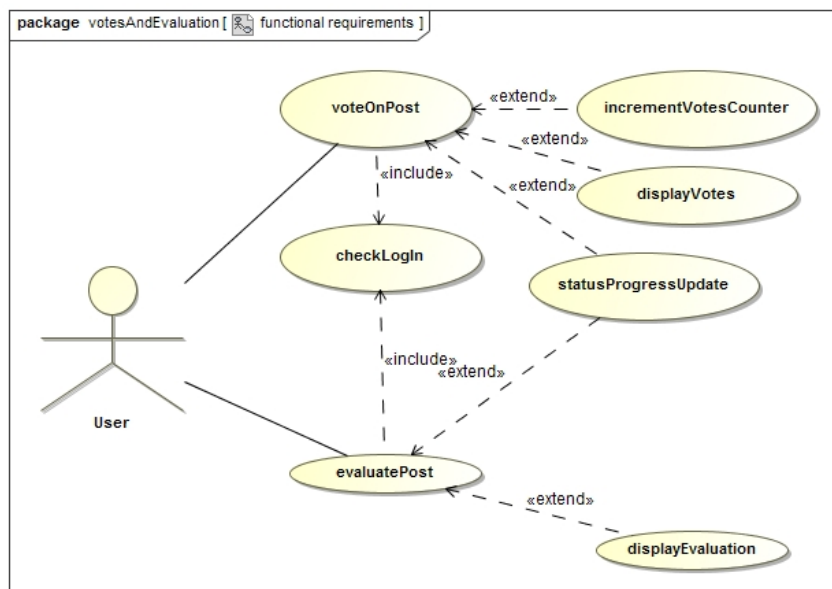 package votesAndEvaluation [ functional requirements ]
voteOnPost
«extend»
incrementVotesCounter
«extend»
displayVotes
«include»
«extend»
checkLogIn
statusProgressUpdate
«include»
«extend»
User
evaluatePost
«extend»
displayEvaluation